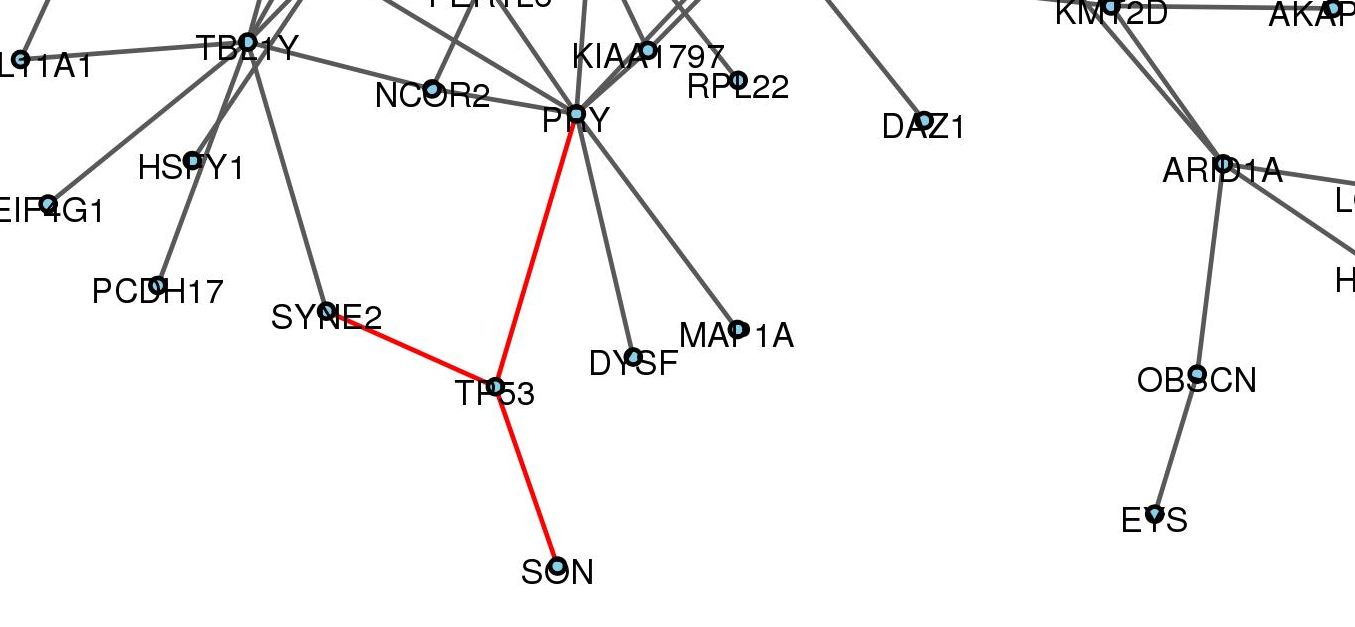 KMT2D
AKAP
TBL1Y
KIAA1797
L11A1
RPL22
NCOR2
PRY
DAZ1
HSFY1
ARID1A
EIF4G1
PCDH17
SYNE2
MAP1A
DYSF
OBSCN
TP53
EYS
SON